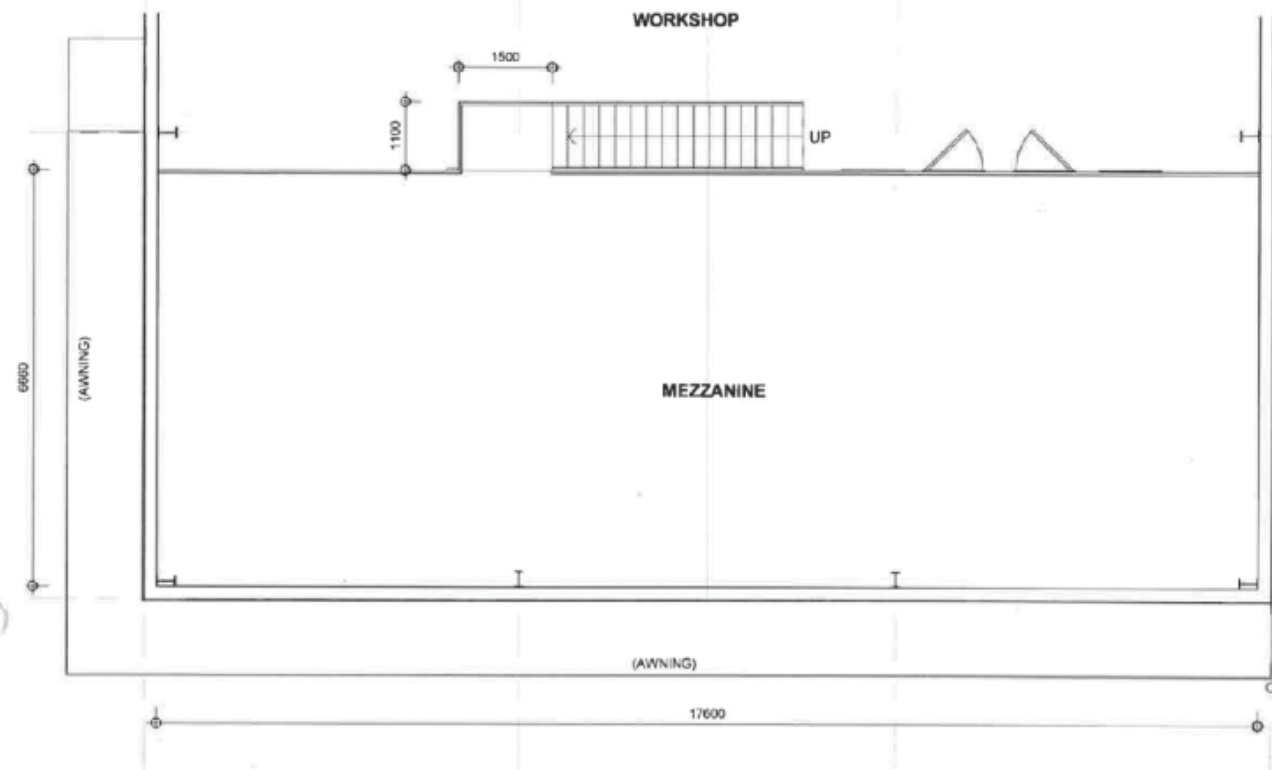 WORKSHOP
1500
1100
UP
6660
(AWNING)
MEZZANINE
(AWNING)
17600